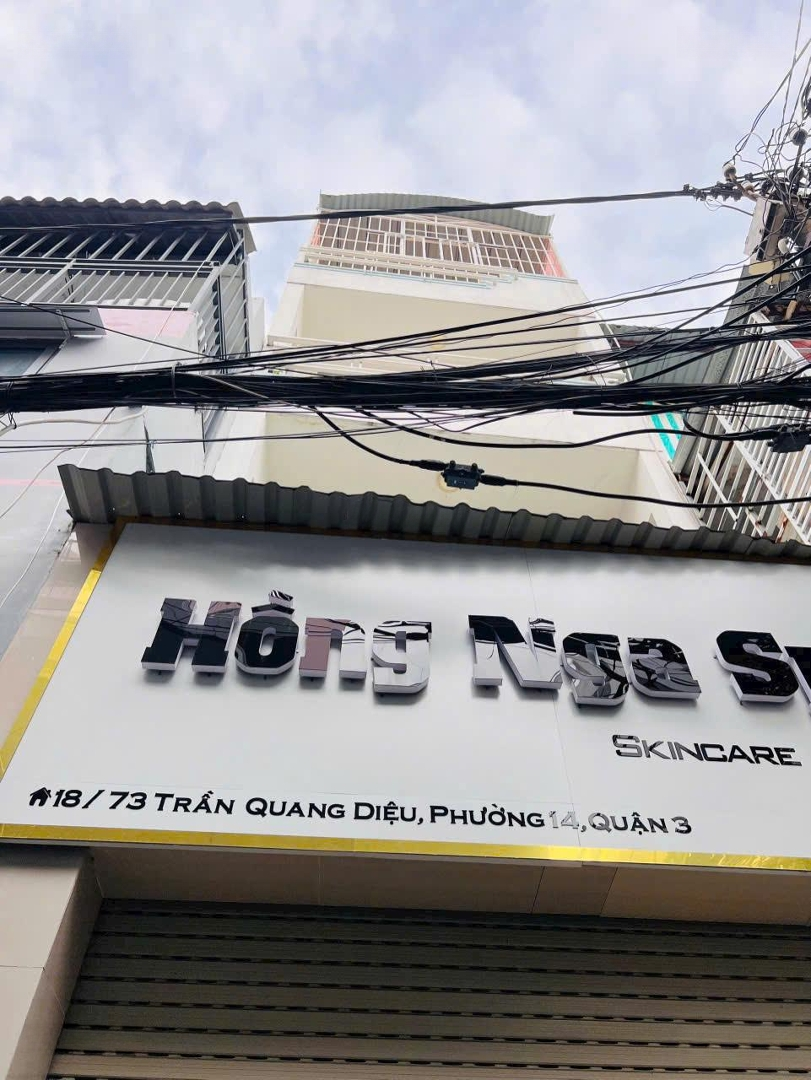 Hồng Nga
SKINCARE
18 / 73 TRẦN QUANG DIỆU, PHƯỜNG 14, QUẬN 3